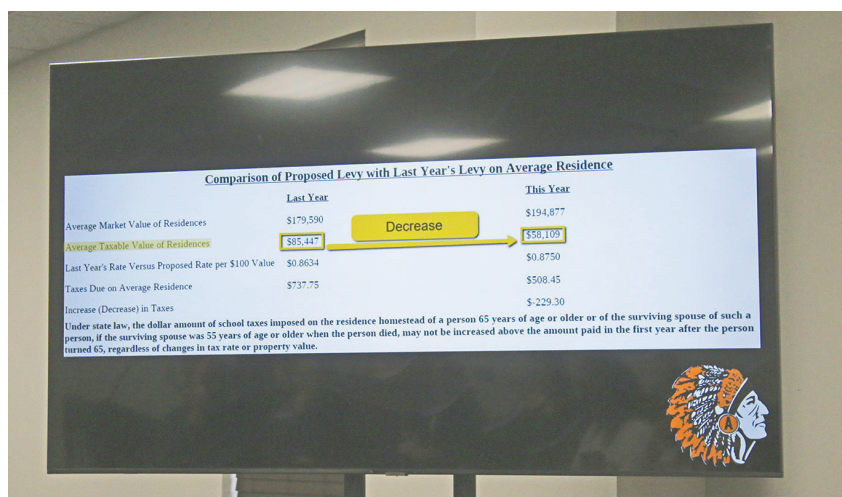 Comparison of Proposed Levy with Last Year's Levy on Average Residence
Last Year This Year
Average Market Value of Residences $179,590 $194,877
Decrease
Average Taxable Value of Residences $85,447 $58,109
Last Year's Rate Versus Proposed Rate per $100 Value $0.8634 $0.8750
Taxes Due on Average Residence $737.75 $508.45
Increase (Decrease) in Taxes $-229.30
Under state law, the dollar amount of school taxes imposed on the residence homestead of a person 65 years of age or older or of the surviving spouse of such a
person, if the surviving spouse was 55 years of age or older when the person died, may not be increased above the amount paid in the first year after the person
turned 65, regardless of changes in tax rate or property value.
A